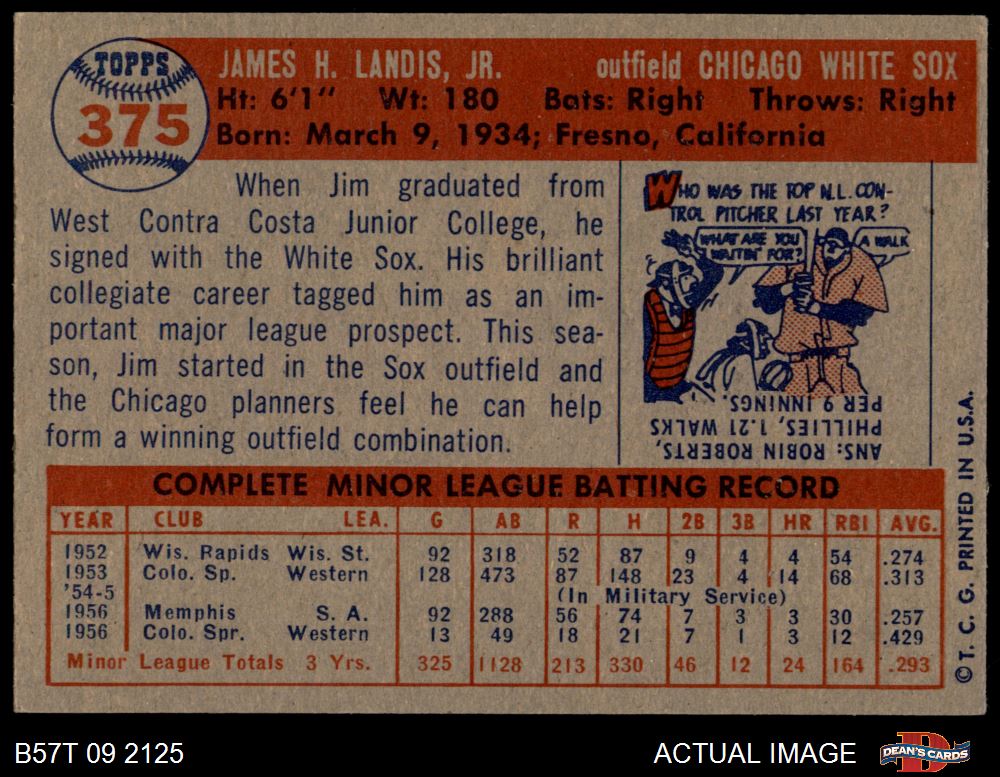 TOPPS
375
JAMES H. LANDIS, JR. outfield CHICAGO WHITE SOX
Ht: 6'1" Wt: 180 Bats: Right Throws: Right
Born: March 9, 1934; Fresno, California
When Jim graduated from
West Contra Costa Junior College, he
signed with the White Sox. His brilliant
collegiate career tagged him as an im-
portant major league prospect. This sea-
son, Jim started in the Sox outfield and
the Chicago planners feel he can help
form a winning outfield combination.
WHO WAS THE TOP N.L. CON-
TROL PITCHER LAST YEAR?
WHAT ARE YOU
WAITIN' FOR?
A WALK
ANS: ROBIN ROBERTS,
PHILLIES, 1.21 WALKS
PER 9 INNINGS.
COMPLETE MINOR LEAGUE BATTING RECORD
YEAR CLUB LEA. G AB R H 2B 3B HR RBI AVG.
1952 Wis. Rapids Wis. St. 92 318 52 87 9 4 4 54 .274
1953 Colo. Sp. Western 128 473 87 148 23 4 14 68 .313
'54-5 (In Military Service)
1956 Memphis S. A. 92 288 56 74 7 3 3 30 .257
1956 Colo. Spr. Western 13 49 18 21 7 1 3 12 .429
Minor League Totals 3 Yrs. 325 1128 213 330 46 12 24 164 .293
© T. C. G. PRINTED IN U.S.A.
B57T 09 2125 ACTUAL IMAGE
DEAN'S CARDS